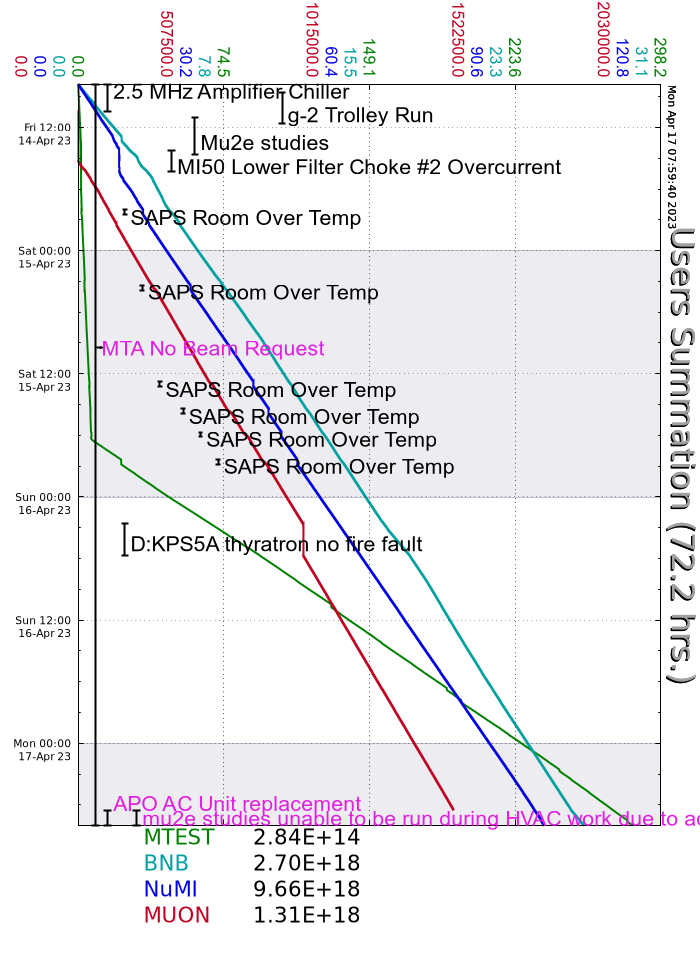 0.0 507500.0 1015000.0 1522500.0 2030000.0
0.0 30.2 60.4 90.6 120.8
0.0 7.8 15.5 23.3 31.1
0.0 74.5 149.1 223.6 298.2
Mon Apr 17 07:59:40 2023
Users Summation (72.2 hrs.)
2.5 MHz Amplifier Chiller
g-2 Trolley Run
Fri 12:00
14-Apr 23
Mu2e studies
MI50 Lower Filter Choke #2 Overcurrent
SAPS Room Over Temp
Sat 00:00
15-Apr 23
SAPS Room Over Temp
MTA No Beam Request
Sat 12:00
15-Apr 23
SAPS Room Over Temp
SAPS Room Over Temp
SAPS Room Over Temp
SAPS Room Over Temp
Sun 00:00
16-Apr 23
D:KPS5A thyratron no fire fault
Sun 12:00
16-Apr 23
Mon 00:00
17-Apr 23
APO AC Unit replacement
mu2e studies unable to be run during HVAC work due to
MTEST 2.84E+14
BNB 2.70E+18
NuMI 9.66E+18
MUON 1.31E+18